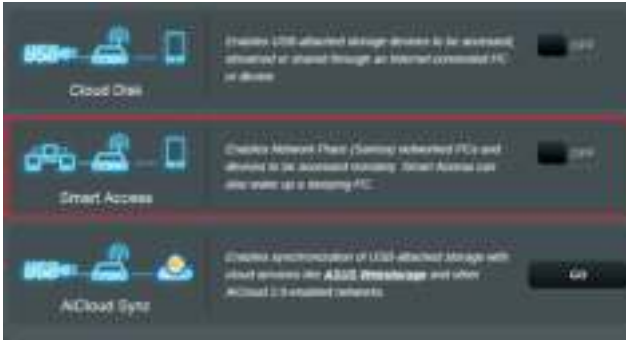 USB
Cloud Disk
Enables USB-attached storage devices to be accessed,
streamed or shared through an Internet-connected PC
or device.
OFF
Smart Access
Enables Network Place (Samba) networked PCs and
devices to be accessed remotely. Smart Access can
also wake up a sleeping PC.
OFF
USB
AiCloud Sync
Enables synchronization of USB-attached storage with
cloud services like ASUS Webstorage and other
AiCloud 2.0-enabled networks.
GO